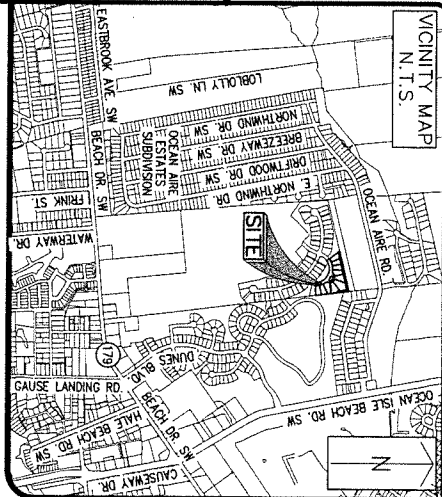 VICINITY MAP
N.T.S.
N
OCEAN AIRE RD.
LOBLOLLY LN. SW
NORTHWIND DR. SW
BREEZEWAY DR. SW
DRIFTWOOD DR. SW
E. NORTHWIND DR.
OCEAN AIRE
ESTATES
SUBDIVISION
SITE
EASTBROOK AVE. SW
BEACH DR. SW
FRINK ST.
WATERWAY DR.
179
DUNES
BLVD
BEACH DR. SW
GAUSE LANDING RD.
HALE BEACH RD SW
CAUSEWAY DR.
OCEAN ISLE BEACH RD. SW